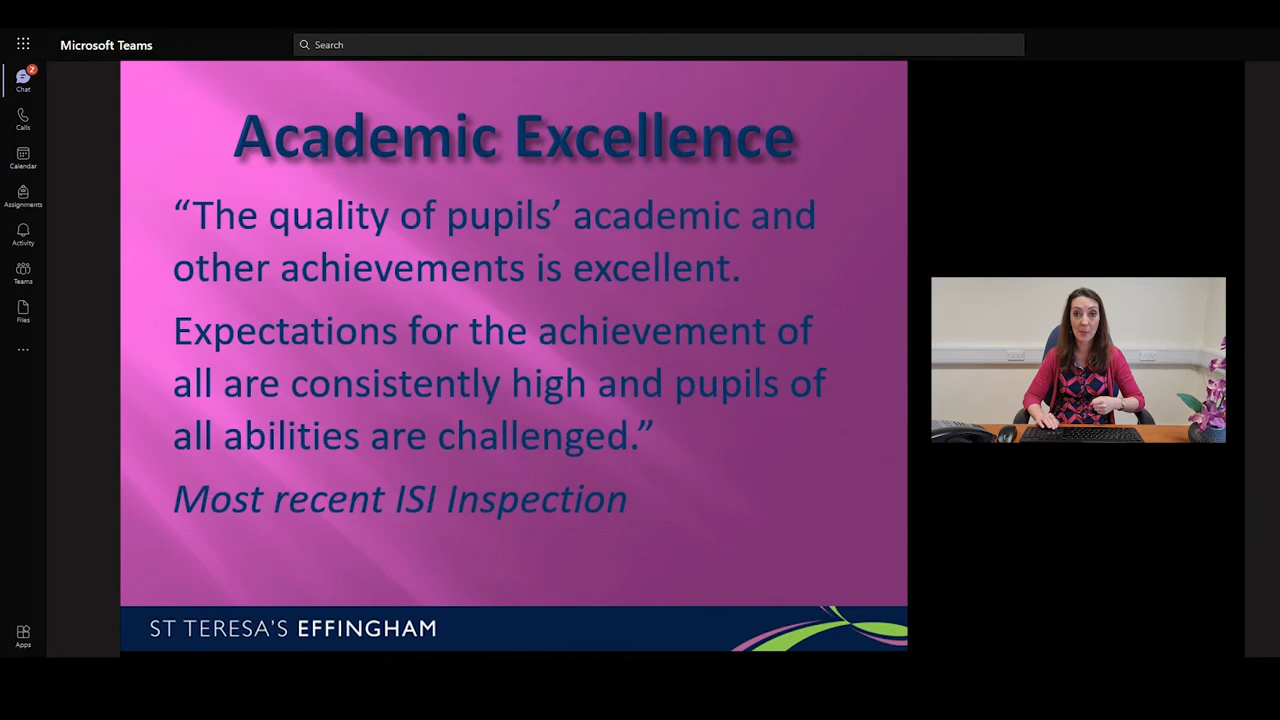 Microsoft Teams
Search
2
Chat
Calls
Calendar
Assignments
Activity
Teams
Files
Apps
Academic Excellence
“The quality of pupils’ academic and
other achievements is excellent.
Expectations for the achievement of
all are consistently high and pupils of
all abilities are challenged.”
Most recent ISI Inspection
ST TERESA’S EFFINGHAM